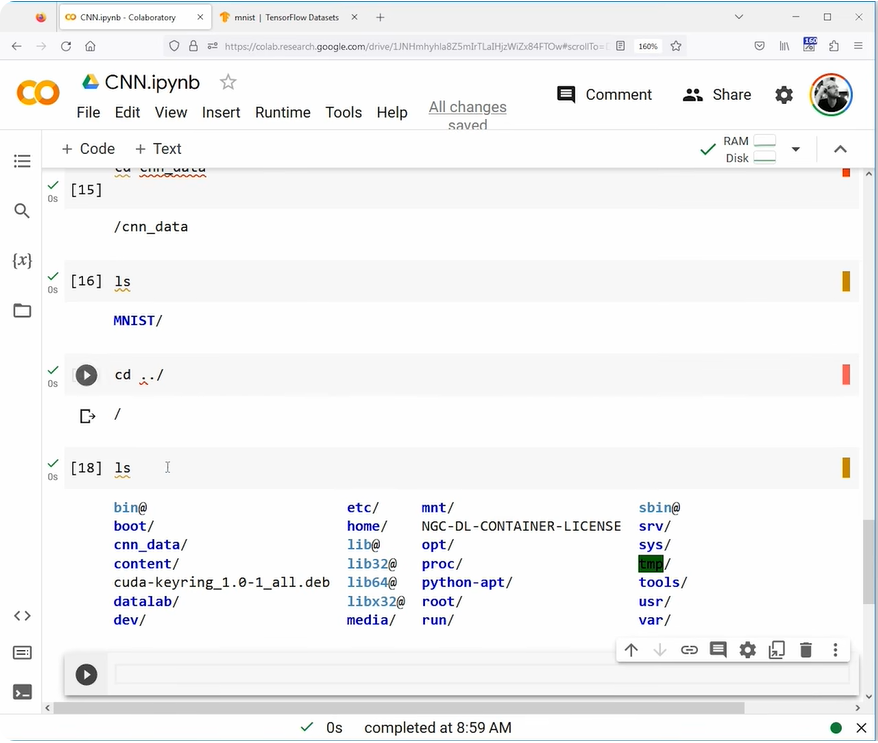 CNN.ipynb - Colaboratory
mnist | TensorFlow Datasets
https://colab.research.google.com/drive/1JNHmhyhla8Z5mIrTLaIHjzWiZx84FTOw#scrollTo=
160%
160
CNN.ipynb
File Edit View Insert Runtime Tools Help
All changes saved
Comment
Share
+ Code + Text
RAM
Disk
cd cnn_data
[15]
0s
/cnn_data
[16] ls
0s
MNIST/
cd ../
0s
/
[18] ls
0s
bin@ etc/ mnt/ sbin@
boot/ home/ NGC-DL-CONTAINER-LICENSE srv/
cnn_data/ lib@ opt/ sys/
content/ lib32@ proc/ tmp/
cuda-keyring_1.0-1_all.deb lib64@ python-apt/ tools/
datalab/ libx32@ root/ usr/
dev/ media/ run/ var/
{x}
0s completed at 8:59 AM